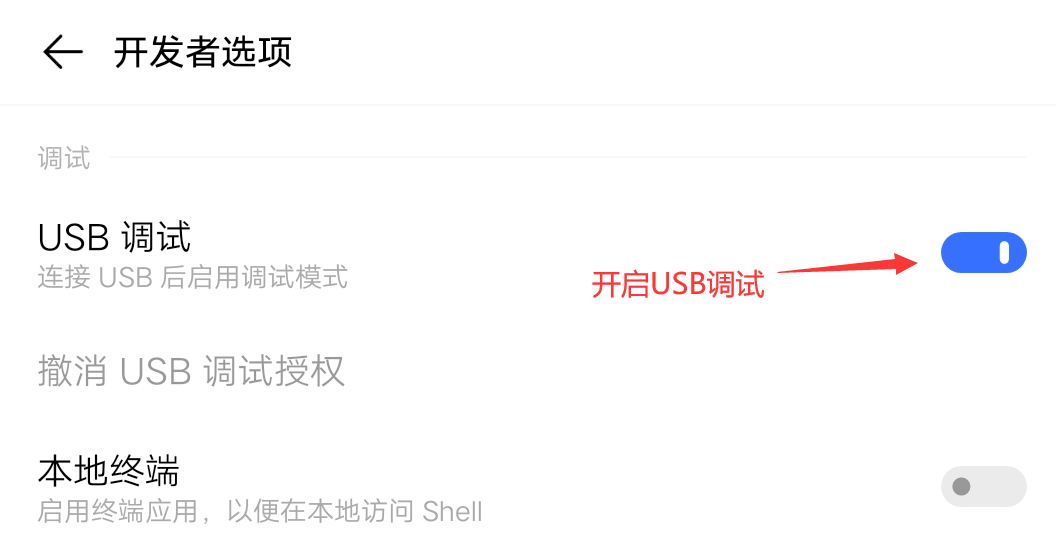 开发者选项
调试
USB 调试
连接 USB 后启用调试模式
开启USB调试
撤消 USB 调试授权
本地终端
启用终端应用，以便在本地访问 Shell